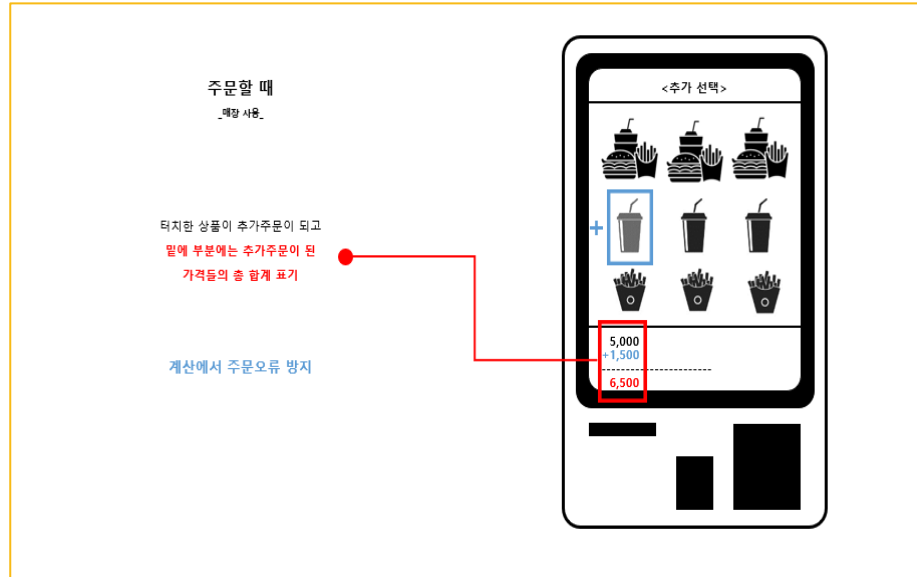 주문할 때
_매장 사용_
터치한 상품이 추가주문이 되고
밑에 부분에는 추가주문이 된
가격들의 총 합계 표기
계산에서 주문오류 방지
<추가 선택>
+
5,000
+1,500
--------------------
6,500